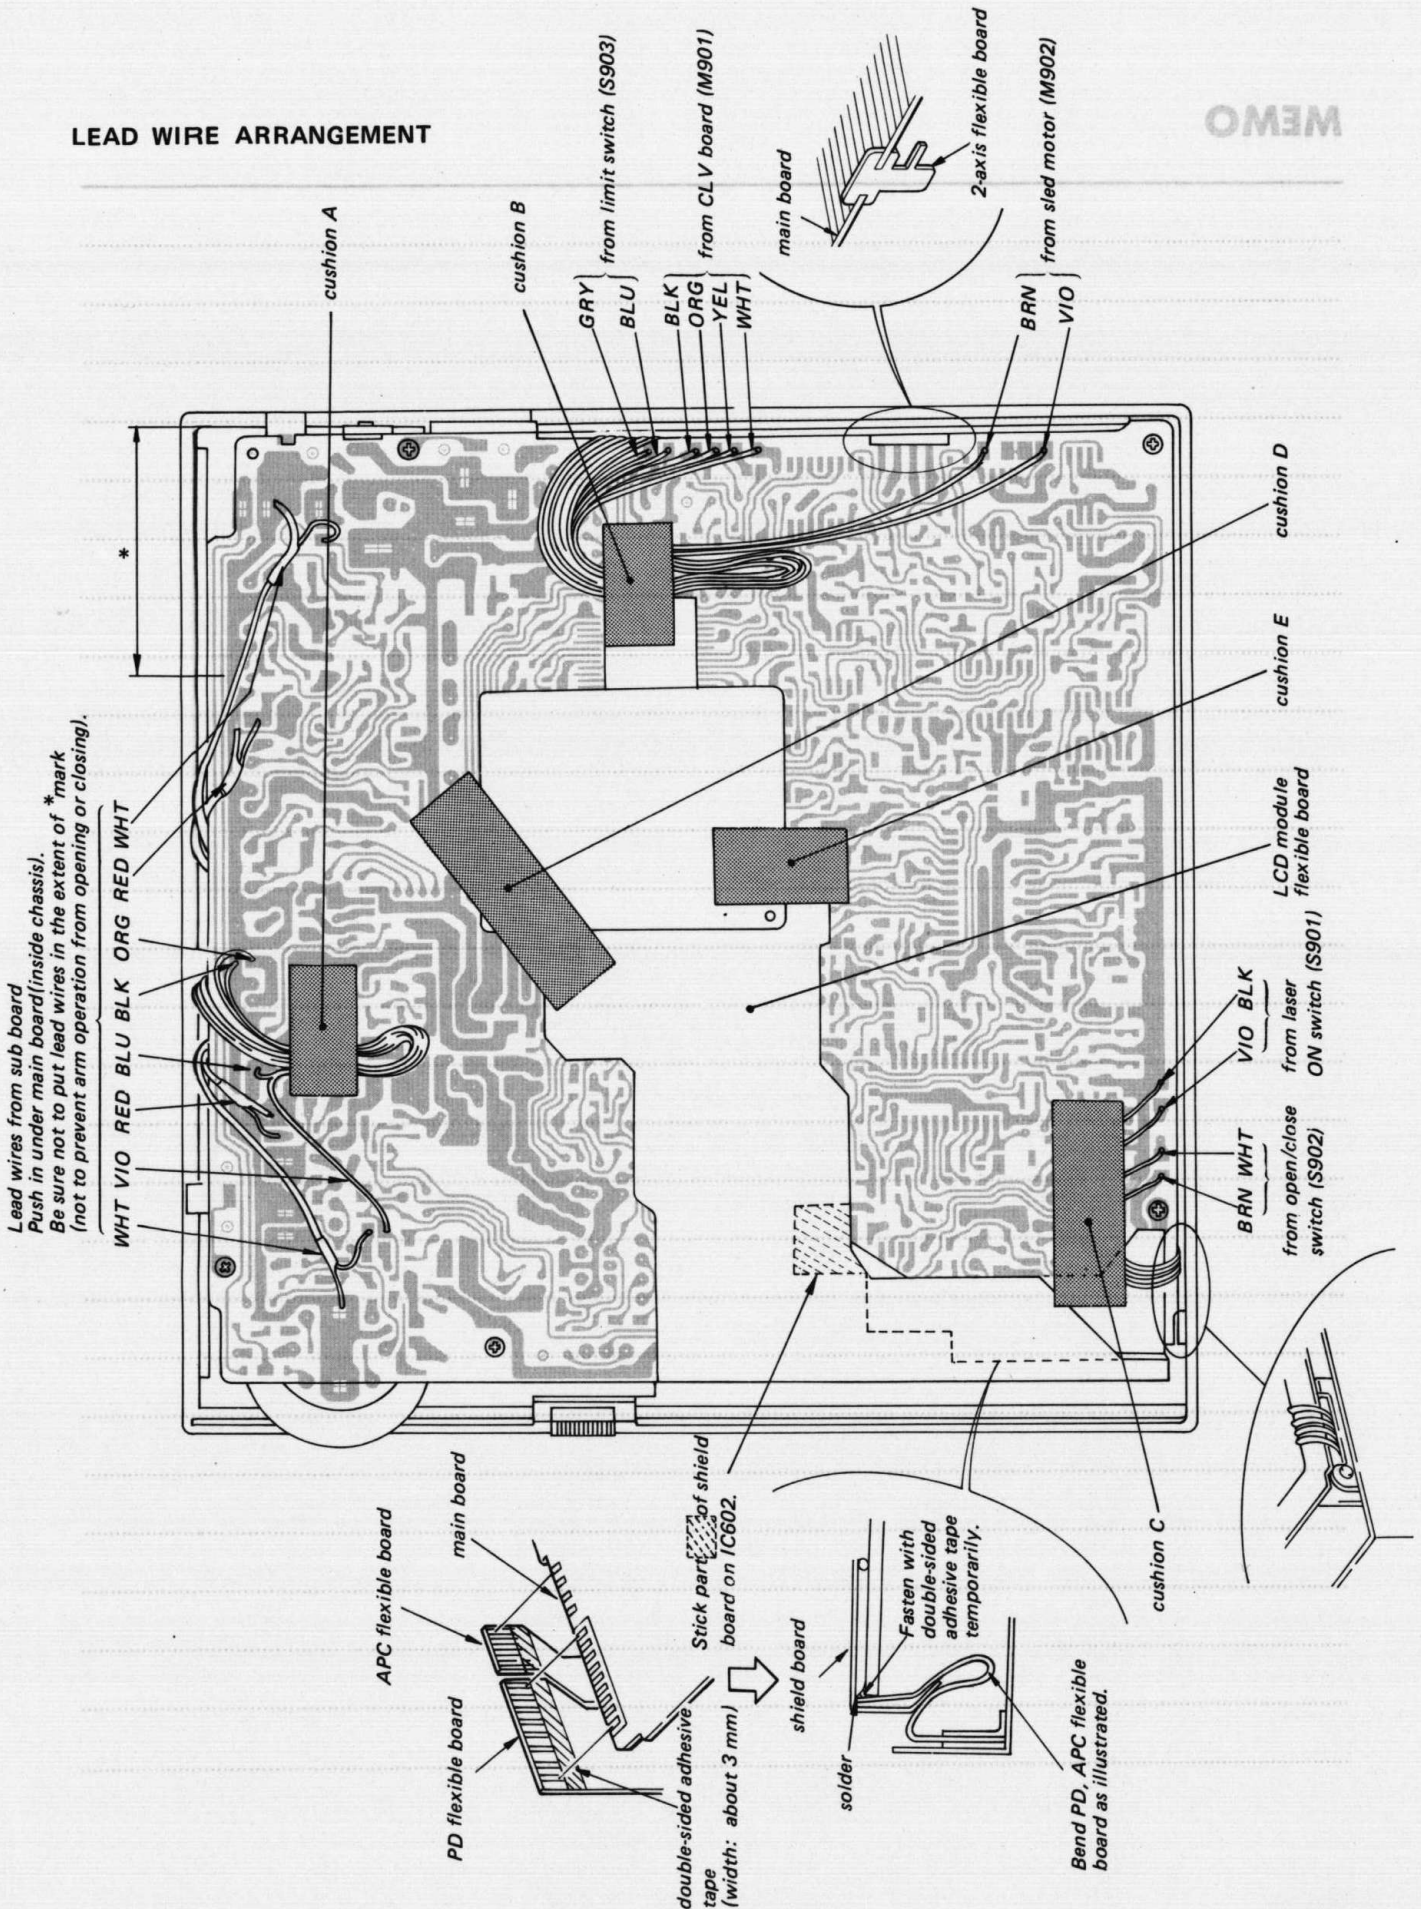 LEAD WIRE ARRANGEMENT
MEMO
Lead wires from sub board
Push in under main board(inside chassis).
Be sure not to put lead wires in the extent of *mark
(not to prevent arm operation from opening or closing).
WHT VIO RED BLU BLK ORG RED WHT
*
cushion A
cushion B
GRY
BLU
from limit switch (S903)
BLK
ORG
YEL
WHT
from CLV board (M901)
main board
2-axis flexible board
BRN
VIO
from sled motor (M902)
cushion D
cushion E
LCD module
flexible board
VIO BLK
from laser
ON switch (S901)
BRN WHT
from open/close
switch (S902)
cushion C
APC flexible board
main board
PD flexible board
double-sided adhesive
tape
(width: about 3 mm)
Stick part of shield
board on IC602.
shield board
solder
Fasten with
double-sided
adhesive tape
temporarily.
Bend PD, APC flexible
board as illustrated.